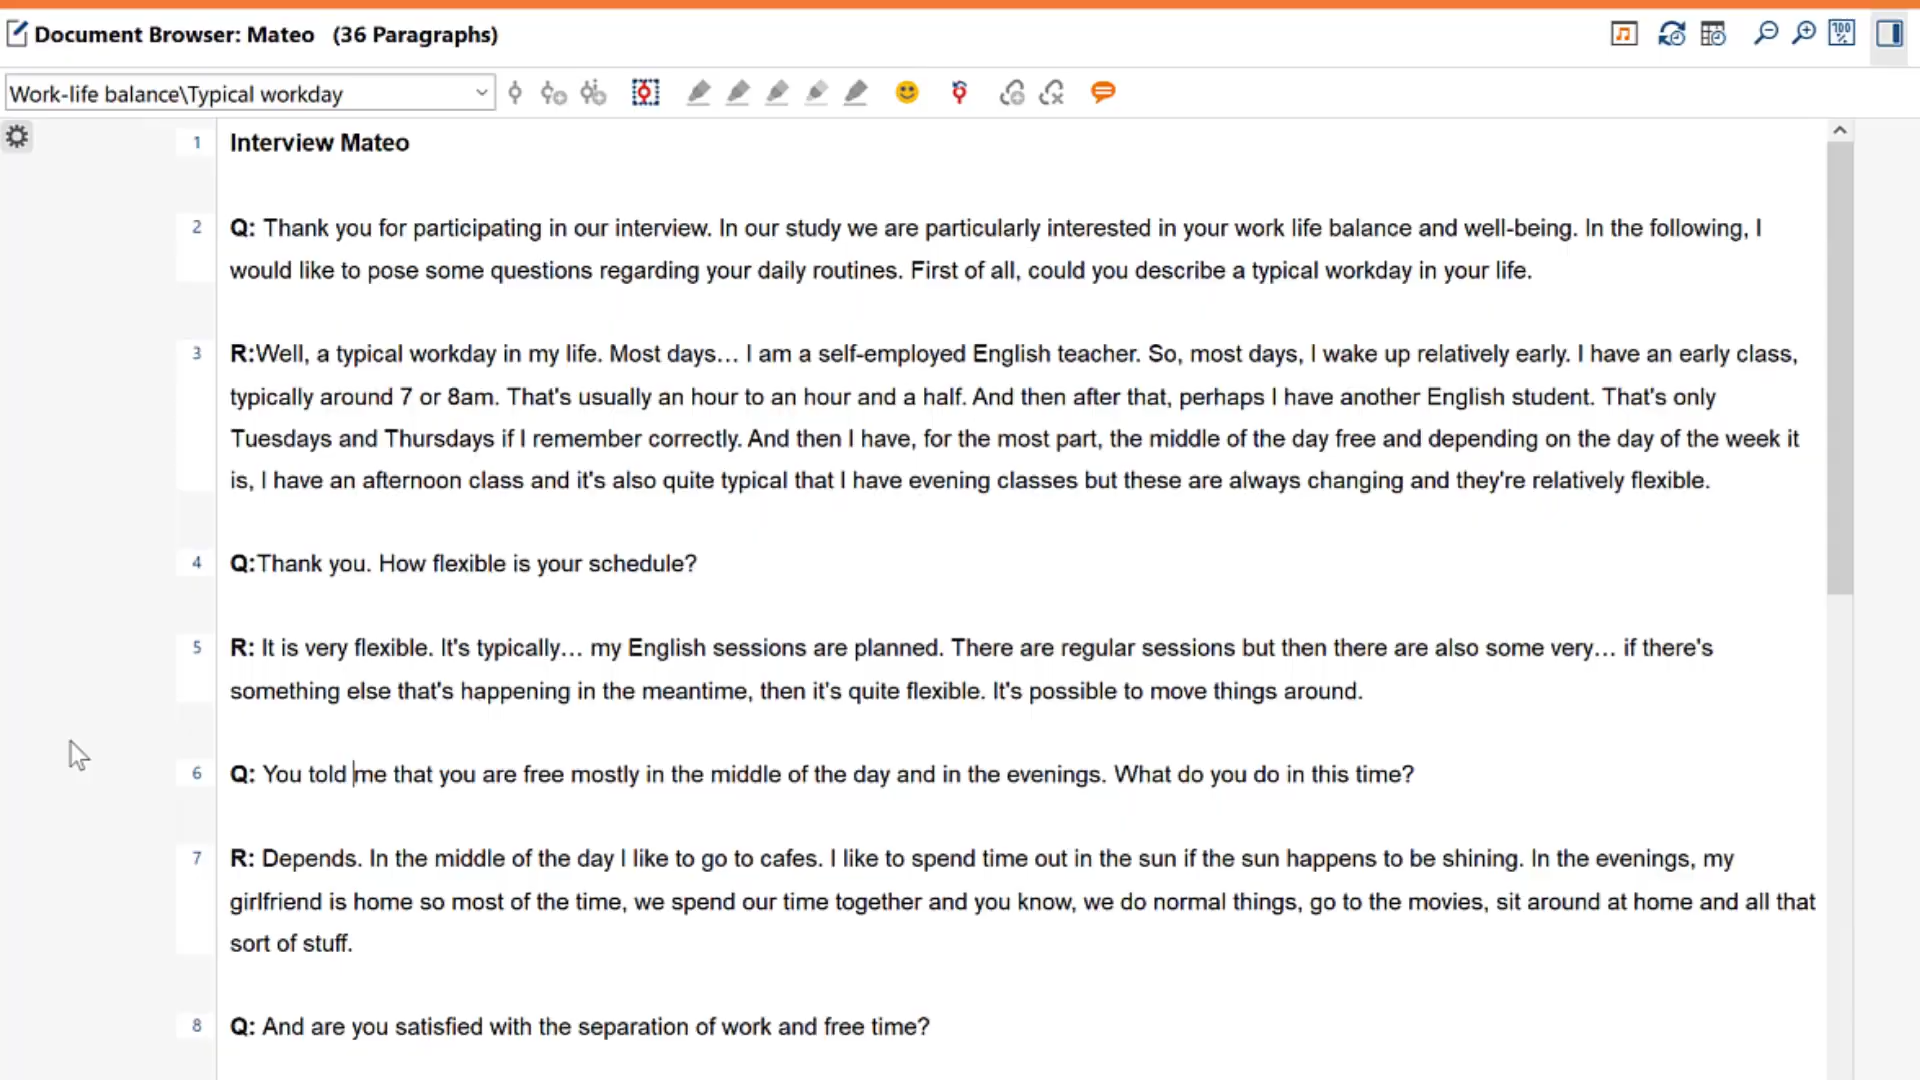 Document Browser: Mateo (36 Paragraphs)
100
%
Work-life balance\Typical workday
1 Interview Mateo
2 Q: Thank you for participating in our interview. In our study we are particularly interested in your work life balance and well-being. In the following, I
would like to pose some questions regarding your daily routines. First of all, could you describe a typical workday in your life.
3 R:Well, a typical workday in my life. Most days… I am a self-employed English teacher. So, most days, I wake up relatively early. I have an early class,
typically around 7 or 8am. That's usually an hour to an hour and a half. And then after that, perhaps I have another English student. That's only
Tuesdays and Thursdays if I remember correctly. And then I have, for the most part, the middle of the day free and depending on the day of the week it
is, I have an afternoon class and it's also quite typical that I have evening classes but these are always changing and they're relatively flexible.
4 Q:Thank you. How flexible is your schedule?
5 R: It is very flexible. It's typically… my English sessions are planned. There are regular sessions but then there are also some very… if there's
something else that's happening in the meantime, then it's quite flexible. It's possible to move things around.
6 Q: You told me that you are free mostly in the middle of the day and in the evenings. What do you do in this time?
7 R: Depends. In the middle of the day I like to go to cafes. I like to spend time out in the sun if the sun happens to be shining. In the evenings, my
girlfriend is home so most of the time, we spend our time together and you know, we do normal things, go to the movies, sit around at home and all that
sort of stuff.
8 Q: And are you satisfied with the separation of work and free time?